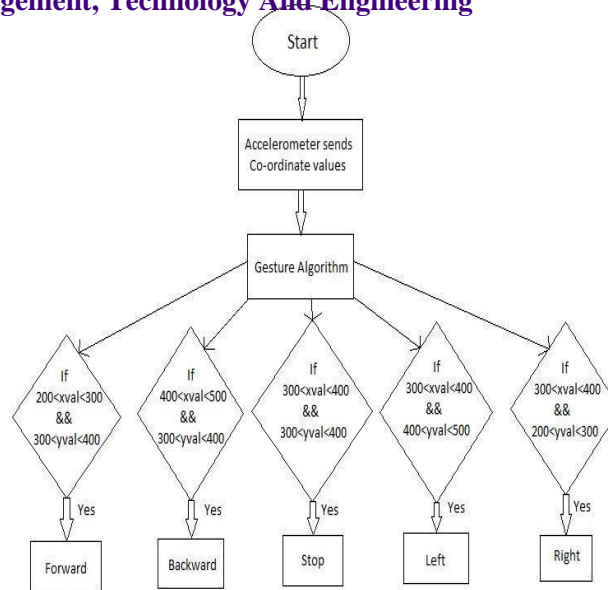 gement, Technology And Engineering
Start
Accelerometer sends
Co-ordinate values
Gesture Algorithm
If
200<xval<300
&&
300<yval<400
If
400<xval<500
&&
300<yval<400
If
300<xval<400
&&
300<yval<400
If
300<xval<400
&&
400<yval<500
If
300<xval<400
&&
200<yval<300
Yes
Yes
Yes
Yes
Yes
Forward
Backward
Stop
Left
Right